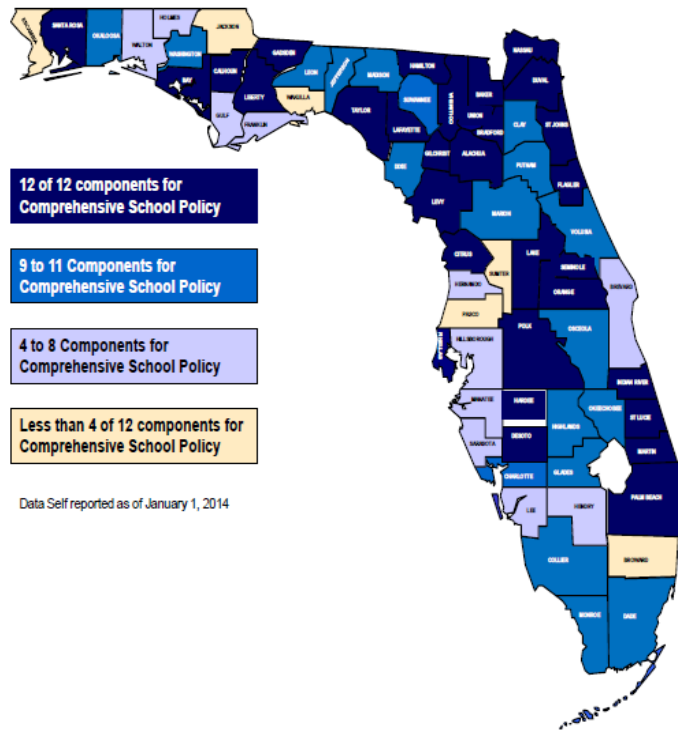 ESCAMBIA
SANTA ROSA
OKALOOSA
WALTON
HOLMES
WASHINGTON
JACKSON
BAY
CALHOUN
GULF
GADSDEN
LIBERTY
FRANKLIN
LEON
WAKULLA
JEFFERSON
MADISON
TAYLOR
HAMILTON
SUWANNEE
LAFAYETTE
DIXIE
COLUMBIA
GILCHRIST
BAKER
UNION
BRADFORD
ALACHUA
LEVY
NASSAU
DUVAL
CLAY
ST JOHNS
PUTNAM
FLAGLER
MARION
VOLUSIA
CITRUS
SUMTER
LAKE
HERNANDO
SEMINOLE
ORANGE
BREVARD
PASCO
POLK
OSCEOLA
HILLSBOROUGH
INDIAN RIVER
MANATEE
HARDEE
OKEECHOBEE
ST LUCIE
HIGHLANDS
SARASOTA
DESOTO
MARTIN
CHARLOTTE
GLADES
LEE
HENDRY
PALM BEACH
COLLIER
BROWARD
MONROE
DADE
12 of 12 components for
Comprehensive School Policy
9 to 11 Components for
Comprehensive School Policy
4 to 8 Components for
Comprehensive School Policy
Less than 4 of 12 components for
Comprehensive School Policy
Data Self reported as of January 1, 2014